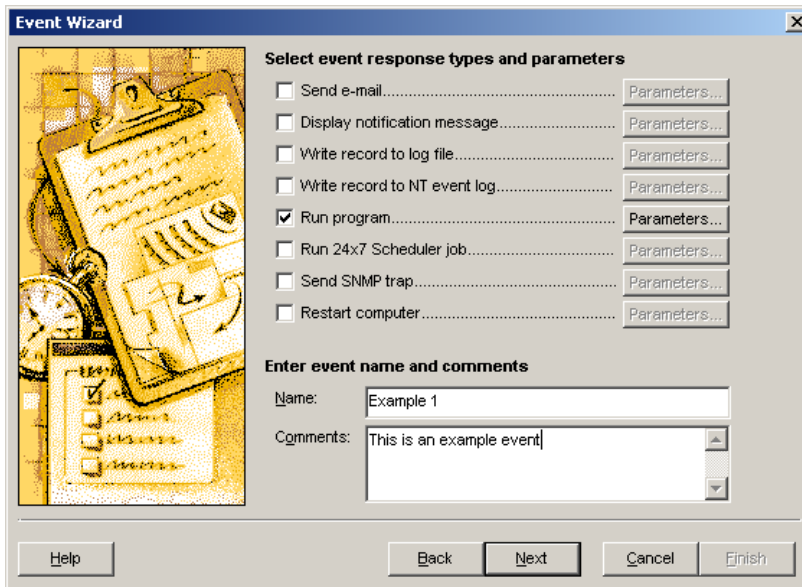 Event Wizard
Select event response types and parameters
Send e-mail............................................................ Parameters...
Display notification message............................... Parameters...
Write record to log file.......................................... Parameters...
Write record to NT event log................................ Parameters...
Run program.......................................................... Parameters...
Run 24x7 Scheduler job....................................... Parameters...
Send SNMP trap.................................................... Parameters...
Restart computer................................................... Parameters...
Enter event name and comments
Name: Example 1
Comments: This is an example event
Help Back Next Cancel Finish